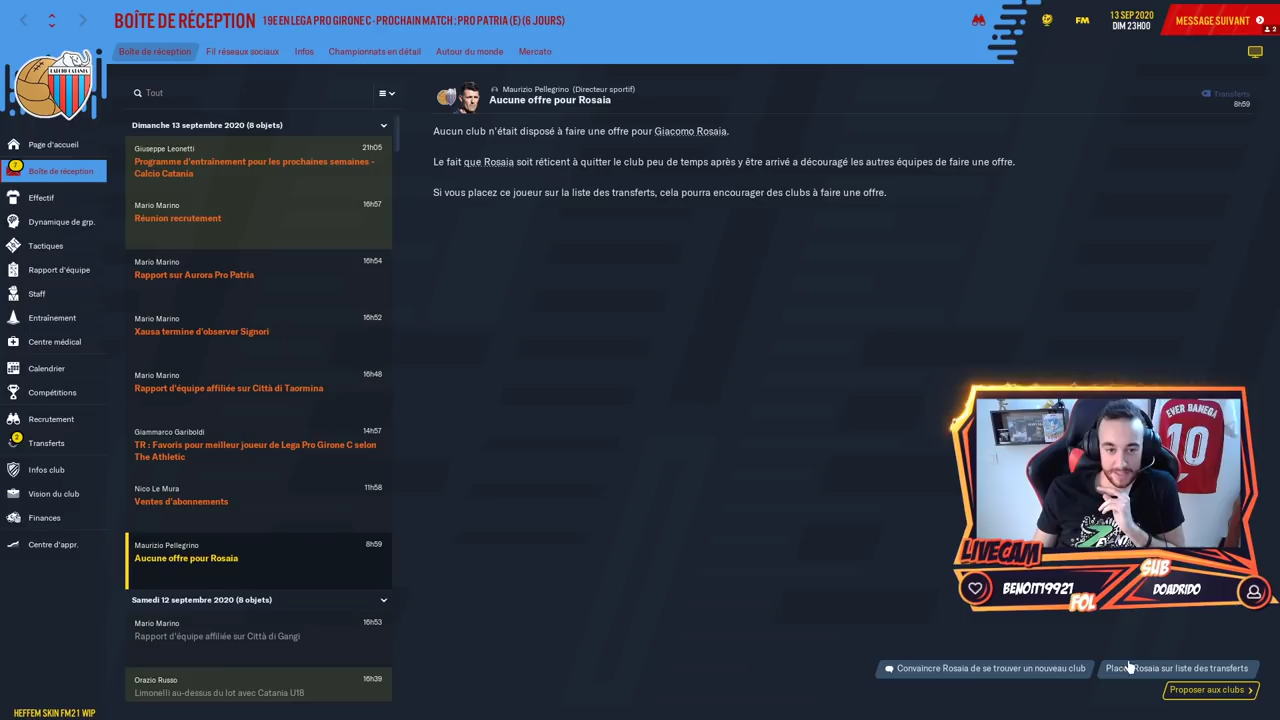 BOÎTE DE RÉCEPTION
19E EN LEGA PRO GIRONE C - PROCHAIN MATCH : PRO PATRIA (E) (6 JOURS)
FM
13 SEP 2020
DIM 23H00
MESSAGE SUIVANT
2
Boîte de réception
Fil réseaux sociaux
Infos
Championnats en détail
Autour du monde
Mercato
Page d'accueil
7
Boîte de réception
Effectif
Dynamique de grp.
Tactiques
Rapport d'équipe
Staff
Entraînement
Centre médical
Calendrier
Compétitions
Recrutement
2
Transferts
Infos club
Vision du club
Finances
Centre d'appr.
HEFFEM SKIN FM21 WIP
Tout
Dimanche 13 septembre 2020 (8 objets)
Giuseppe Leonetti 21h05
Programme d'entraînement pour les prochaines semaines -
Calcio Catania
Mario Marino 16h57
Réunion recrutement
Mario Marino 16h54
Rapport sur Aurora Pro Patria
Mario Marino 16h52
Xausa termine d'observer Signori
Mario Marino 16h48
Rapport d'équipe affiliée sur Città di Taormina
Giammarco Gariboldi 14h57
TR : Favoris pour meilleur joueur de Lega Pro Girone C selon
The Athletic
Nico Le Mura 11h58
Ventes d'abonnements
Maurizio Pellegrino 8h59
Aucune offre pour Rosaia
Samedi 12 septembre 2020 (8 objets)
Mario Marino 16h53
Rapport d'équipe affiliée sur Città di Gangi
Orazio Russo 16h39
Limonelli au-dessus du lot avec Catania U18
Maurizio Pellegrino (Directeur sportif)
Aucune offre pour Rosaia
Transferts
8h59
Aucun club n'était disposé à faire une offre pour Giacomo Rosaia.
Le fait que Rosaia soit réticent à quitter le club peu de temps après y être arrivé a découragé les autres équipes de faire une offre.
Si vous placez ce joueur sur la liste des transferts, cela pourra encourager des clubs à faire une offre.
EVER BANEGA
10
LIVECAM
SUB
BENOIT19921
DOADRIDO
FOL
Convaincre Rosaia de se trouver un nouveau club
Rosaia sur liste des transferts
Proposer aux clubs